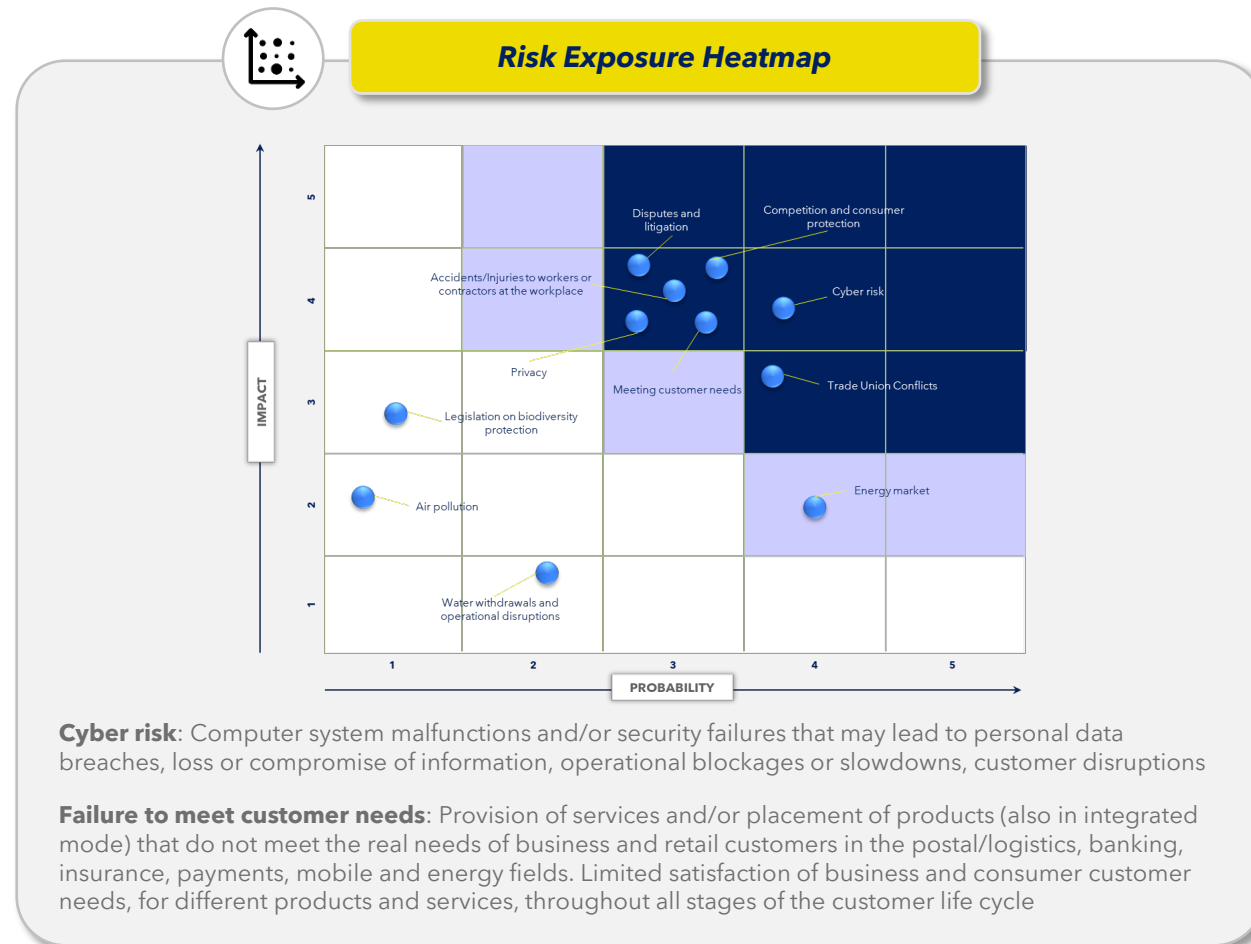 Risk Exposure Heatmap
5
Disputes and
litigation
Competition and consumer
protection
Accidents/Injuries to workers or
contractors at the workplace
4
Cyber risk
Privacy
Meeting customer needs
Trade Union Conflicts
IMPACT
3
Legislation on biodiversity
protection
Energy market
2
Air pollution
Water withdrawals and
operational disruptions
1
1
2
3
4
5
PROBABILITY
Cyber risk: Computer system malfunctions and/or security failures that may lead to personal data
breaches, loss or compromise of information, operational blockages or slowdowns, customer disruptions
Failure to meet customer needs: Provision of services and/or placement of products (also in integrated
mode) that do not meet the real needs of business and retail customers in the postal/logistics, banking,
insurance, payments, mobile and energy fields. Limited satisfaction of business and consumer customer
needs, for different products and services, throughout all stages of the customer life cycle